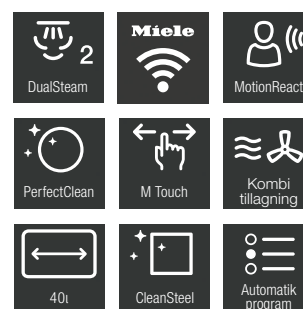 2
Miele
DualSteam
MotionReact
PerfectClean
M Touch
Kombi
tillagning
40l
CleanSteel
Automatik
program